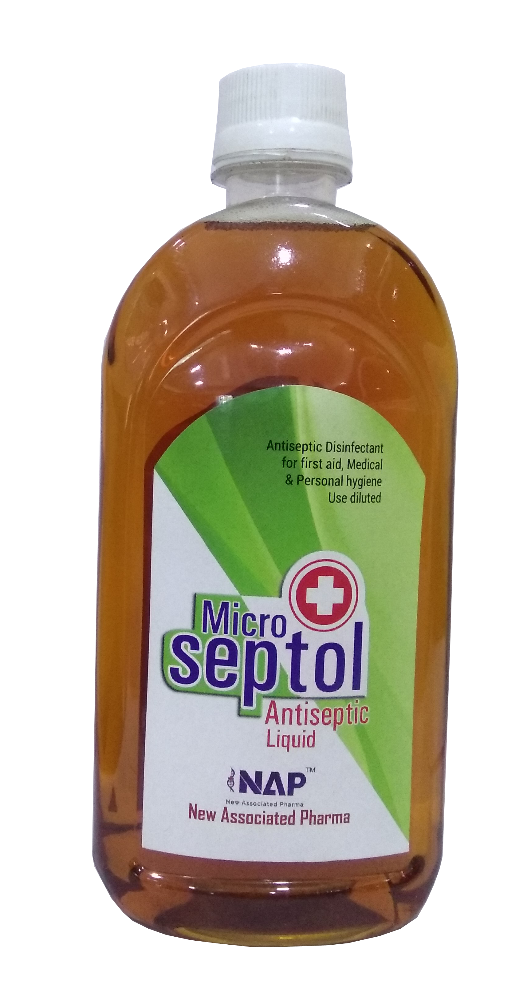 Antiseptic Disinfectant
for first aid, Medical
& Personal hygiene
Use diluted
Micro
septol
Antiseptic
Liquid
NAP™
New Associated Pharma
New Associated Pharma